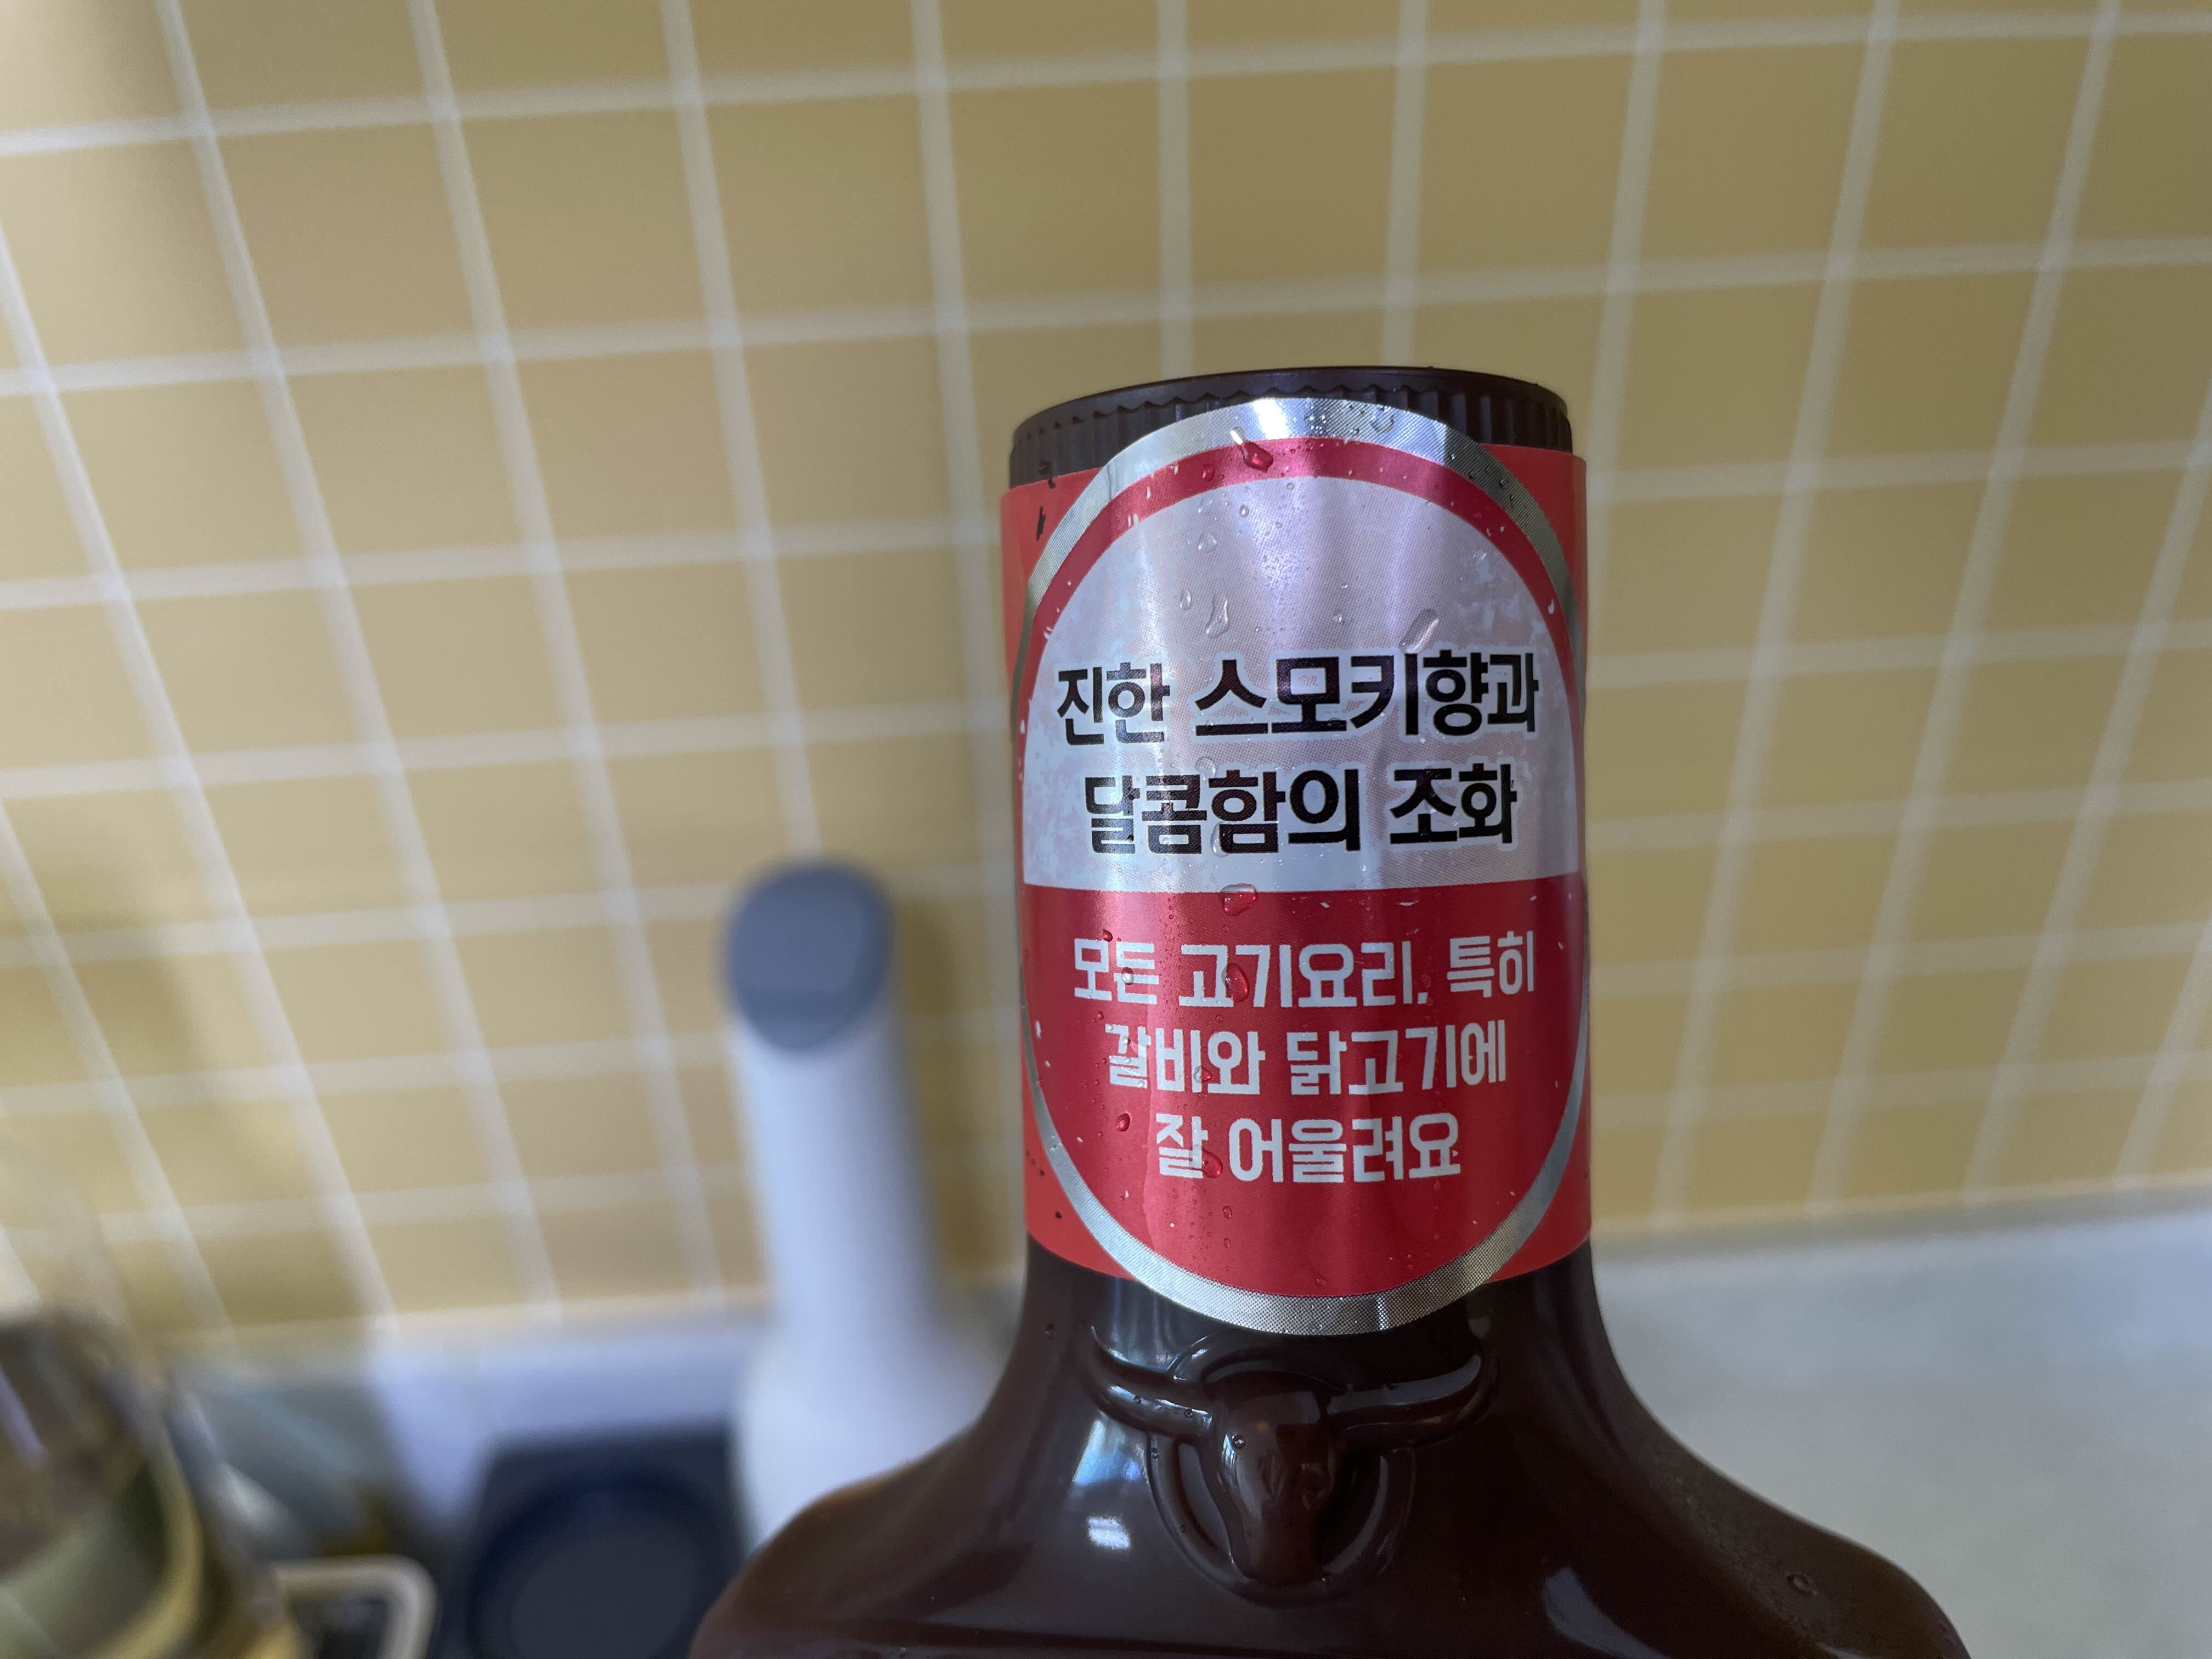 진한 스모키향과
달콤함의 조화
모든 고기요리, 특히
갈비와 닭고기에
잘 어울려요